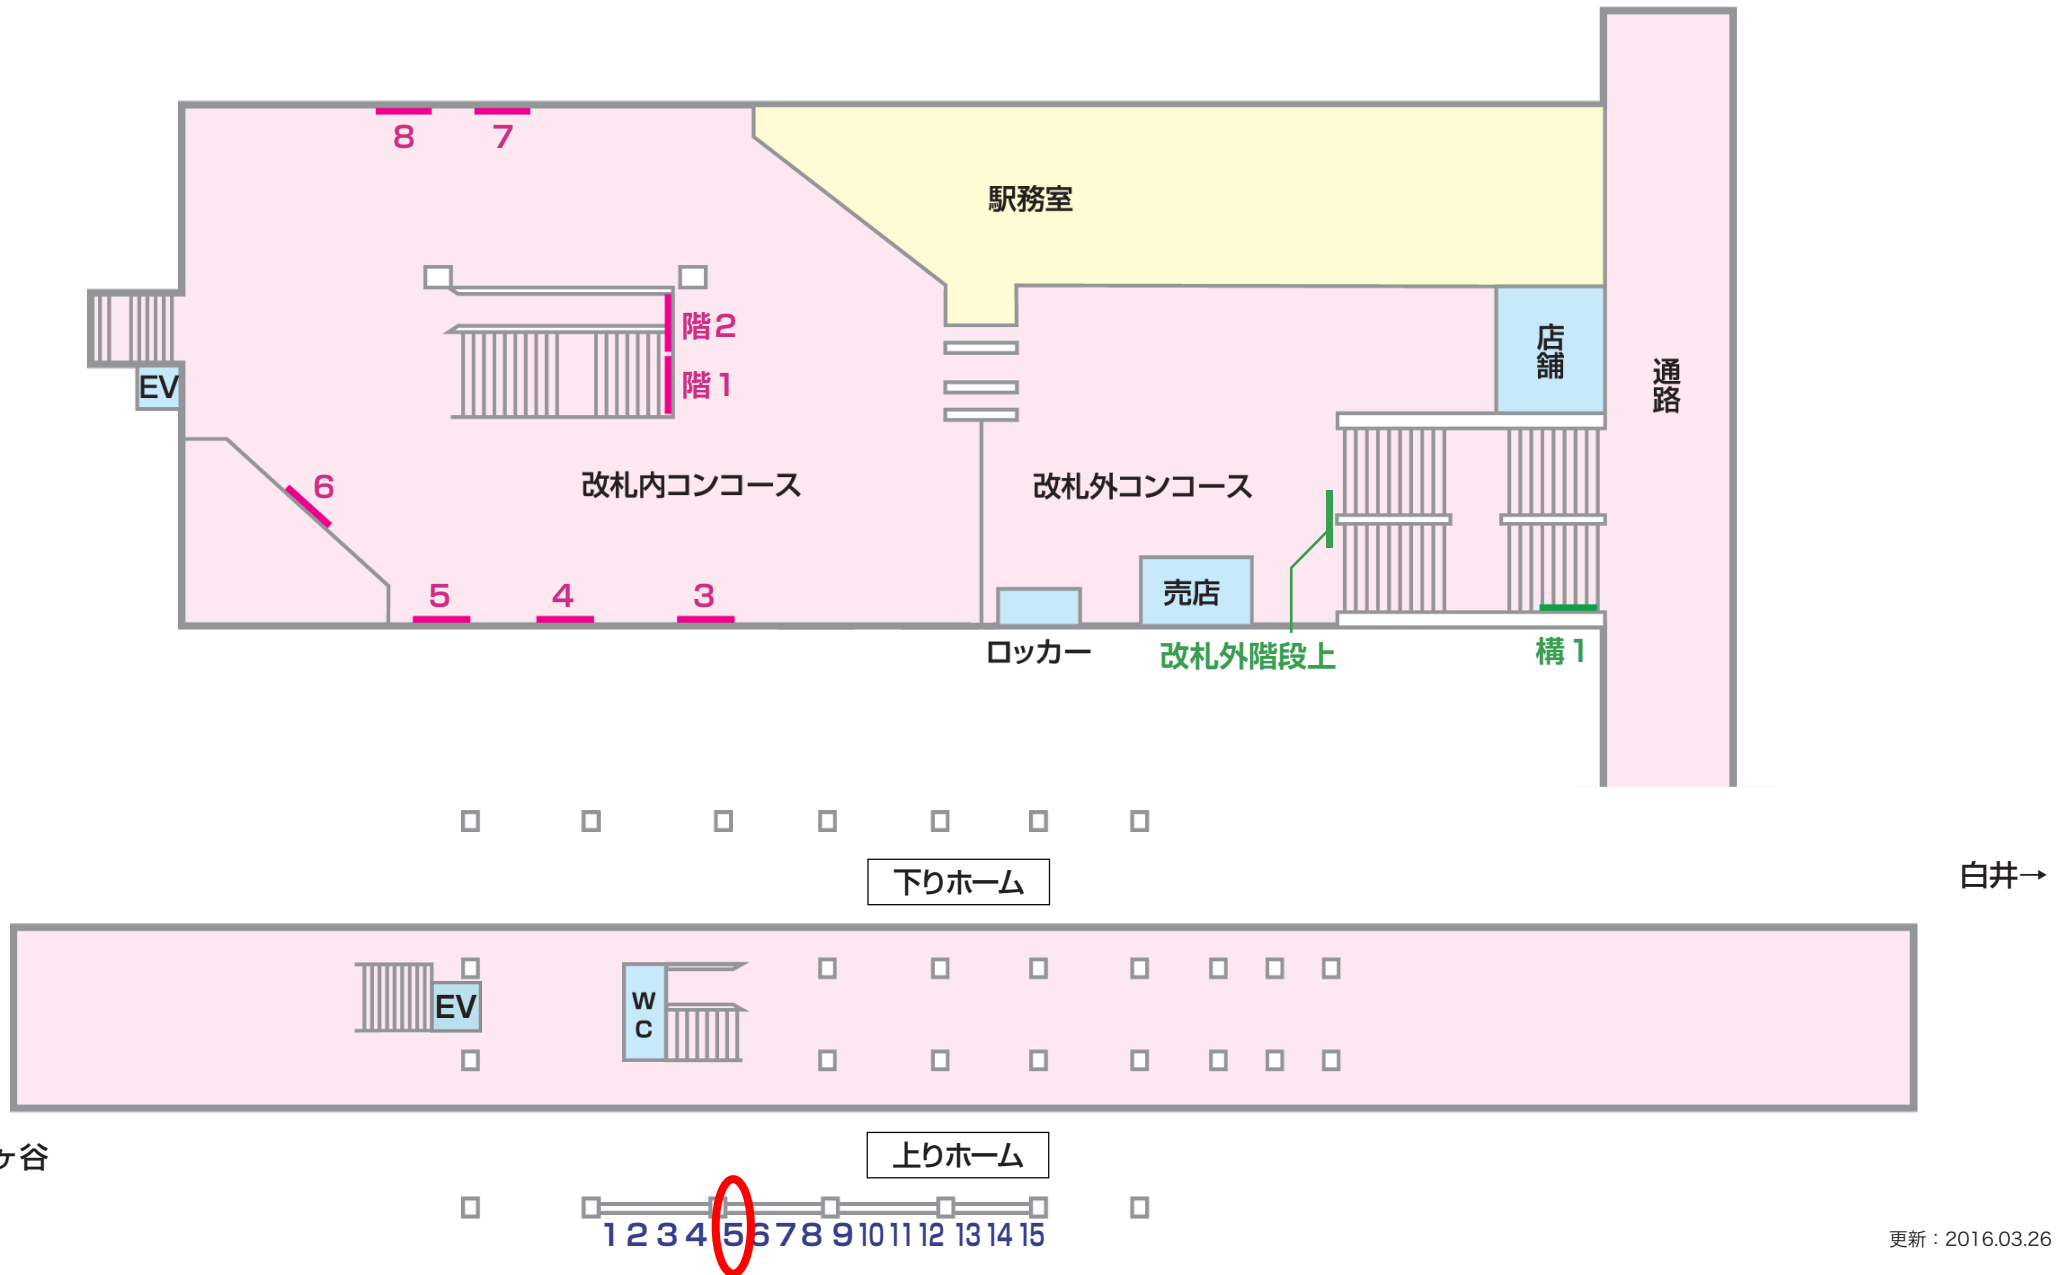 8 7
駅務室
階2
階1
店舗
通路
EV
6
改札内コンコース
改札外コンコース
5 4 3
売店
ロッカー
改札外階段上
構1
下りホーム
白井→
EV
WC
上りホーム
ヶ谷
1 2 3 4 5 6 7 8 9 10 11 12 13 14 15
更新：2016.03.26